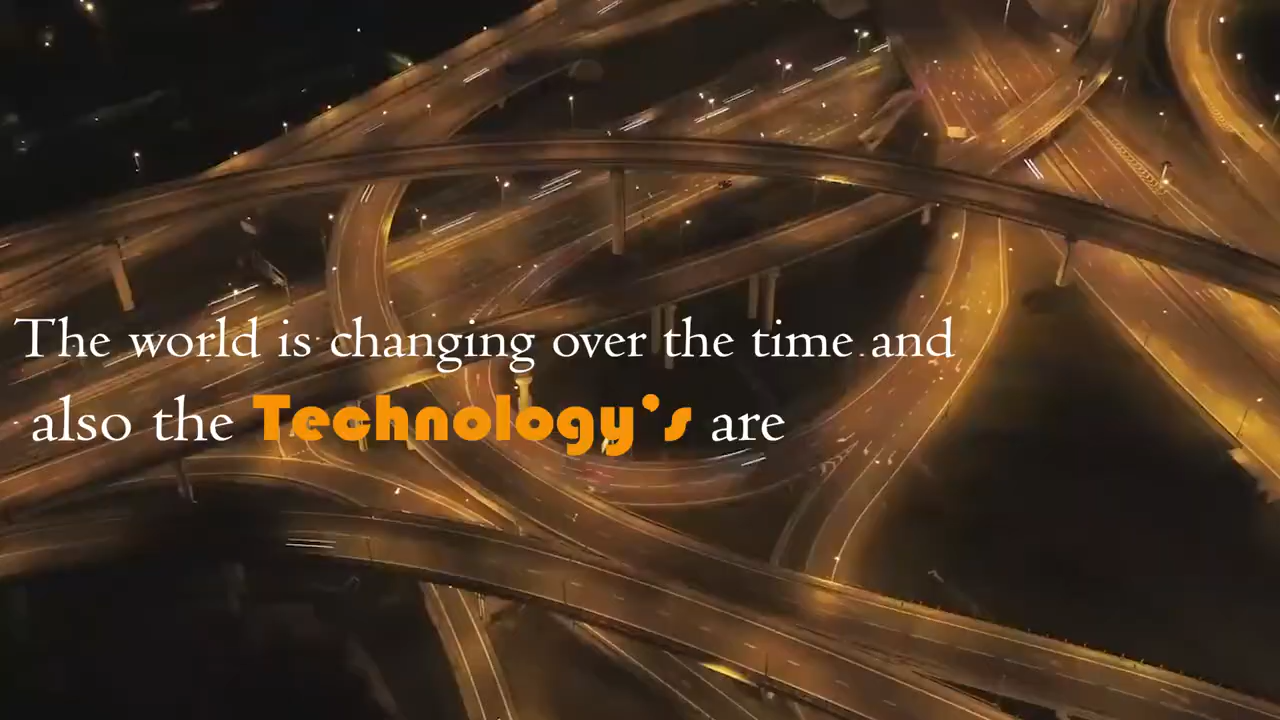 The world is changing over the time and
also the Technology's are